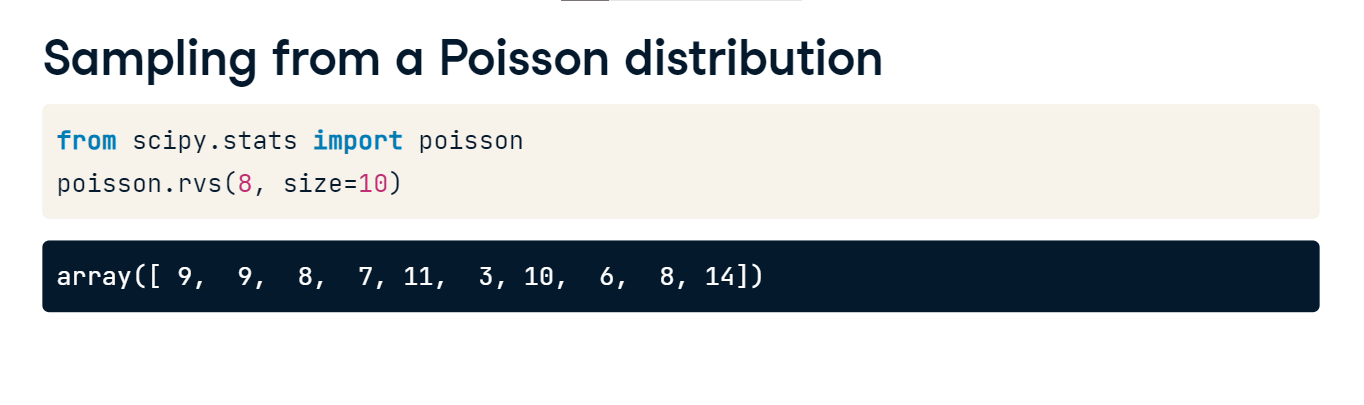 Sampling from a Poisson distribution
from scipy.stats import poisson
poisson.rvs(8, size=10)
array([ 9,  9,  8,  7, 11,  3, 10,  6,  8, 14])